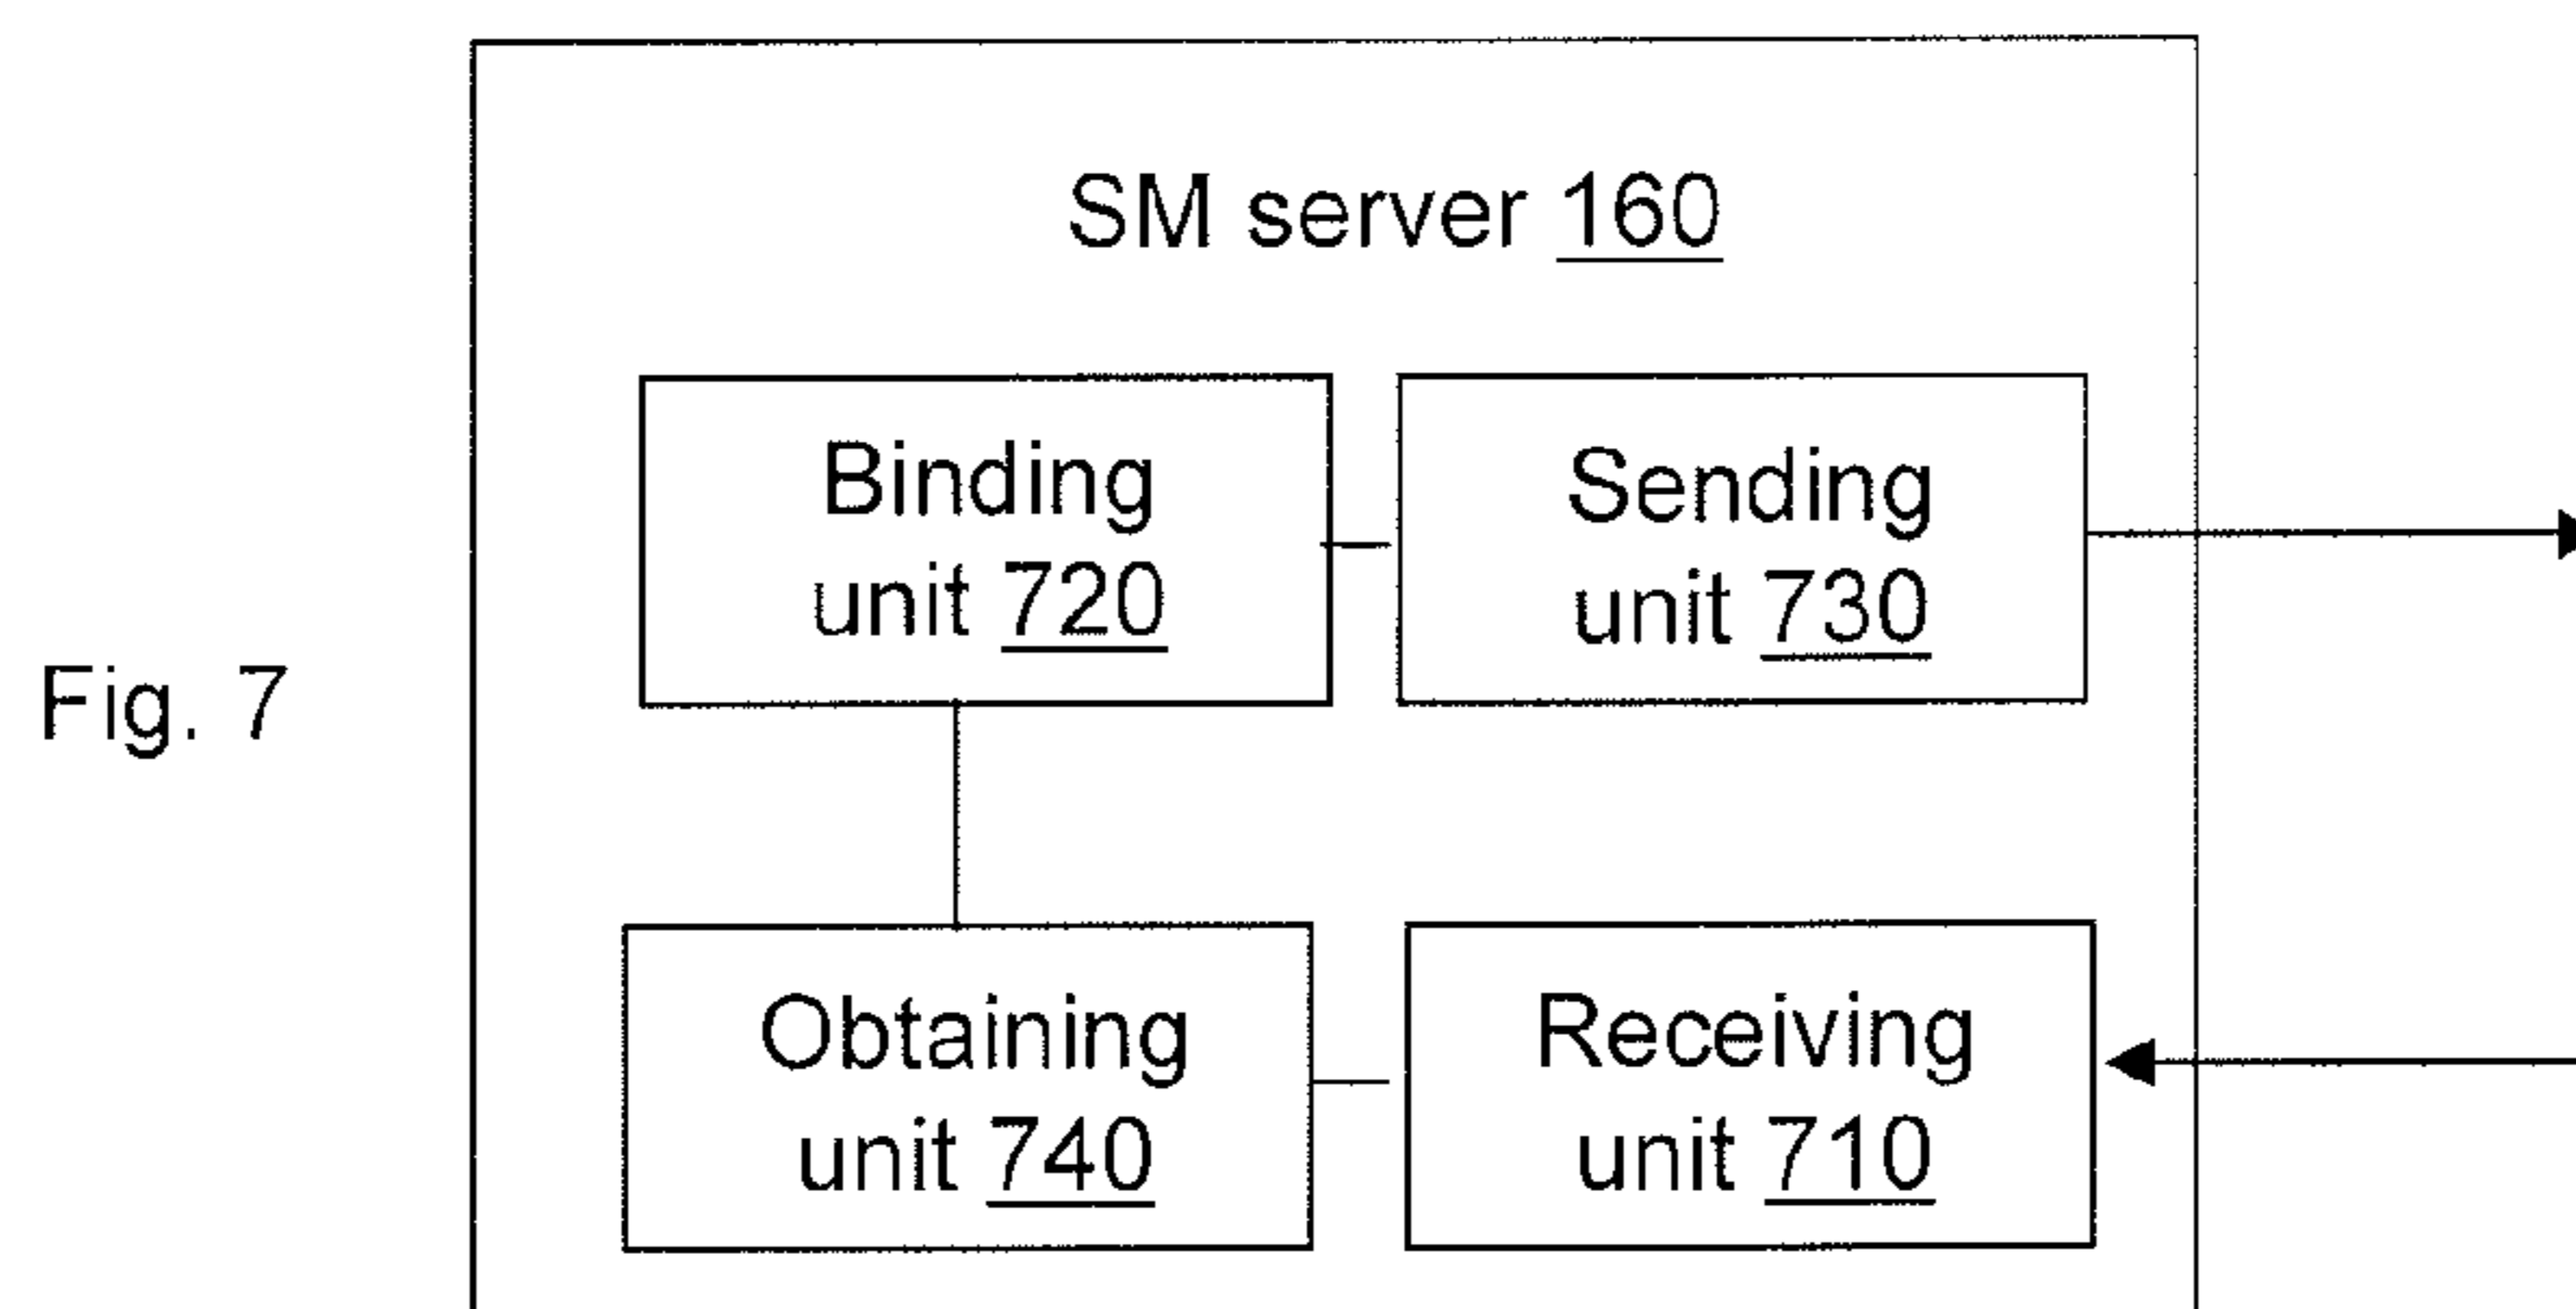 SM server 160
Binding
unit 720
Sending
unit 730
Fig. 7
Obtaining
unit 740
Receiving
unit 710